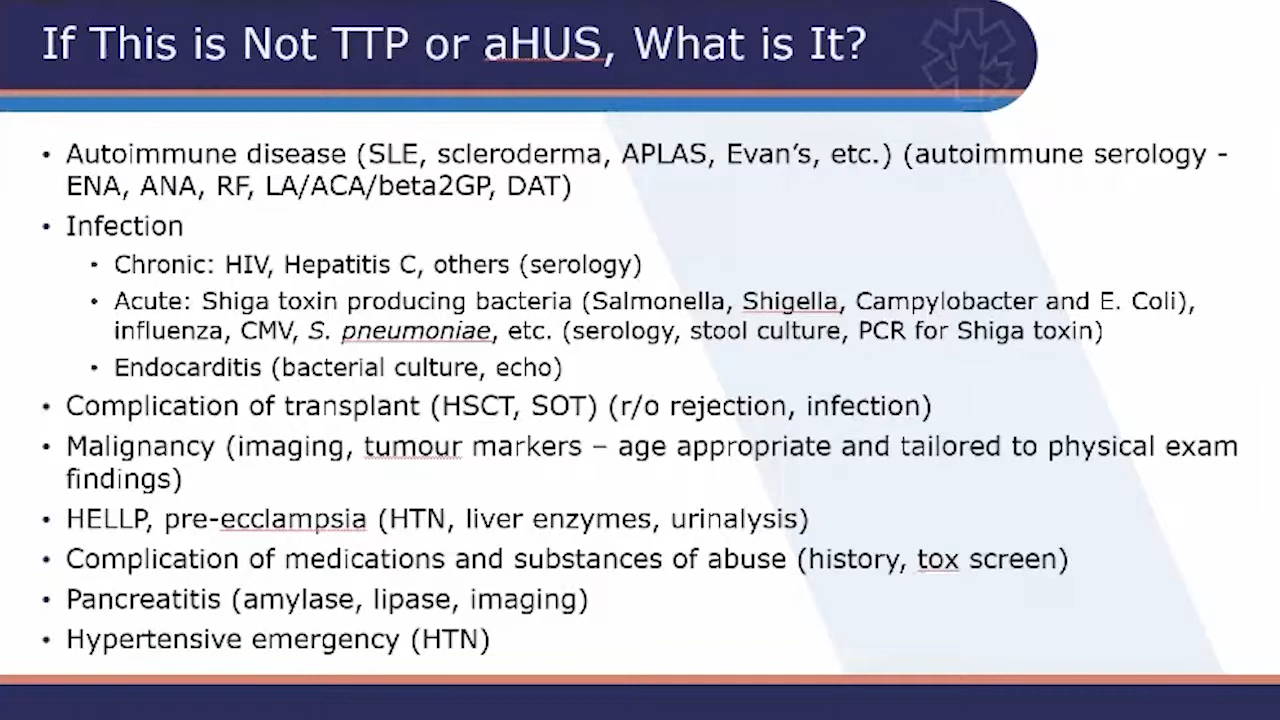 If This is Not TTP or aHUS, What is It?
• Autoimmune disease (SLE, scleroderma, APLAS, Evan's, etc.) (autoimmune serology -
ENA, ANA, RF, LA/ACA/beta2GP, DAT)
• Infection
• Chronic: HIV, Hepatitis C, others (serology)
• Acute: Shiga toxin producing bacteria (Salmonella, Shigella, Campylobacter and E. Coli),
influenza, CMV, S. pneumoniae, etc. (serology, stool culture, PCR for Shiga toxin)
• Endocarditis (bacterial culture, echo)
• Complication of transplant (HSCT, SOT) (r/o rejection, infection)
• Malignancy (imaging, tumour markers – age appropriate and tailored to physical exam
findings)
• HELLP, pre-ecclampsia (HTN, liver enzymes, urinalysis)
• Complication of medications and substances of abuse (history, tox screen)
• Pancreatitis (amylase, lipase, imaging)
• Hypertensive emergency (HTN)